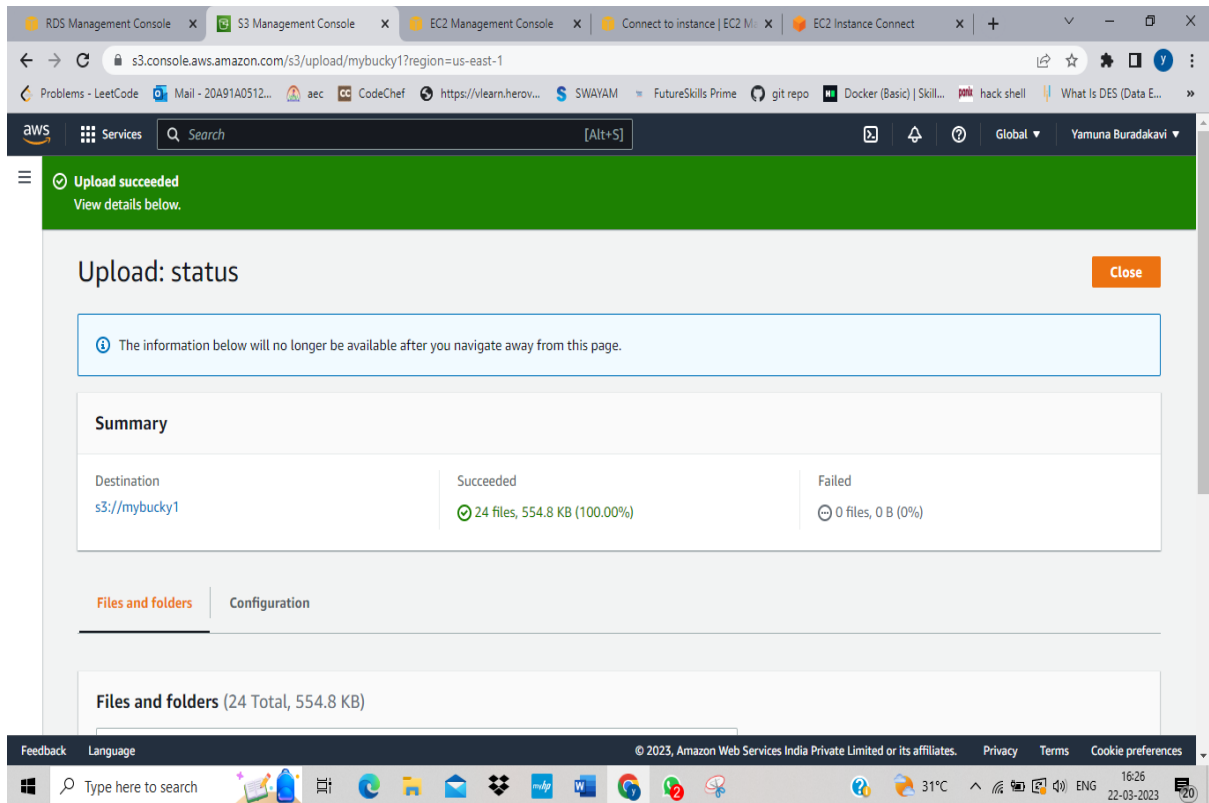 RDS Management Console
S3 Management Console
EC2 Management Console
Connect to instance | EC2 M
EC2 Instance Connect
s3.console.aws.amazon.com/s3/upload/mybucky1?region=us-east-1
y
Problems - LeetCode
Mail - 20A91A0512...
aec
CC CodeChef
https://vlearn.herov...
SWAYAM
FutureSkills Prime
git repo
Docker (Basic) | Skill...
hack shell
What Is DES (Data E...
»
aws
Services
Search
[Alt+S]
Global
Yamuna Buradakavi
Upload succeeded
View details below.
Upload: status
Close
The information below will no longer be available after you navigate away from this page.
Summary
Destination
s3://mybucky1
Succeeded
24 files, 554.8 KB (100.00%)
Failed
0 files, 0 B (0%)
Files and folders
Configuration
Files and folders (24 Total, 554.8 KB)
Feedback
Language
© 2023, Amazon Web Services India Private Limited or its affiliates.
Privacy
Terms
Cookie preferences
Type here to search
31°C
ENG
16:26
22-03-2023
20